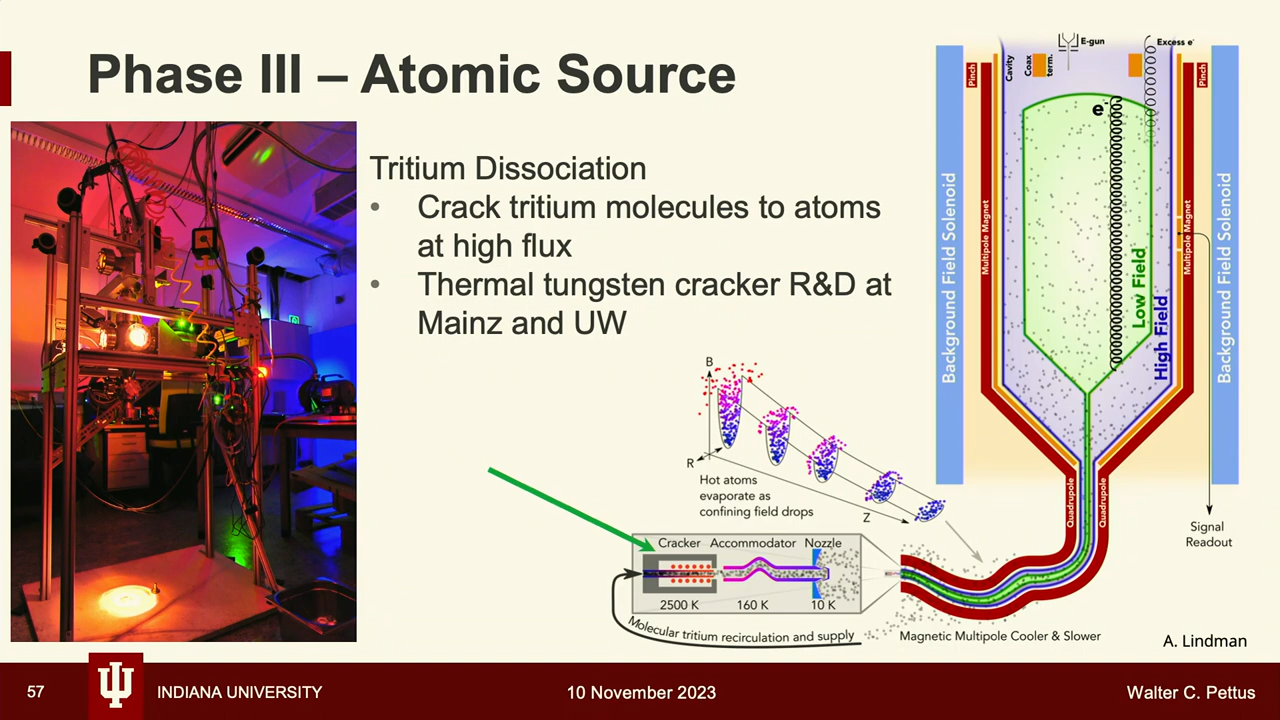 Phase III – Atomic Source
Tritium Dissociation
• Crack tritium molecules to atoms
at high flux
• Thermal tungsten cracker R&D at
Mainz and UW
E-gun
Excess e-
Pinch
Cavity
Coax
term.
Pinch
e-
Background Field Solenoid
Multipole Magnet
Low Field
High Field
Multipole Magnet
Background Field Solenoid
Quadrupole
Quadrupole
Signal
Readout
B
R
Z
Hot atoms
evaporate as
confining field drops
Cracker Accommodator Nozzle
2500 K 160 K 10 K
Molecular tritium recirculation and supply
Magnetic Multipole Cooler & Slower
A. Lindman
57 INDIANA UNIVERSITY 10 November 2023 Walter C. Pettus